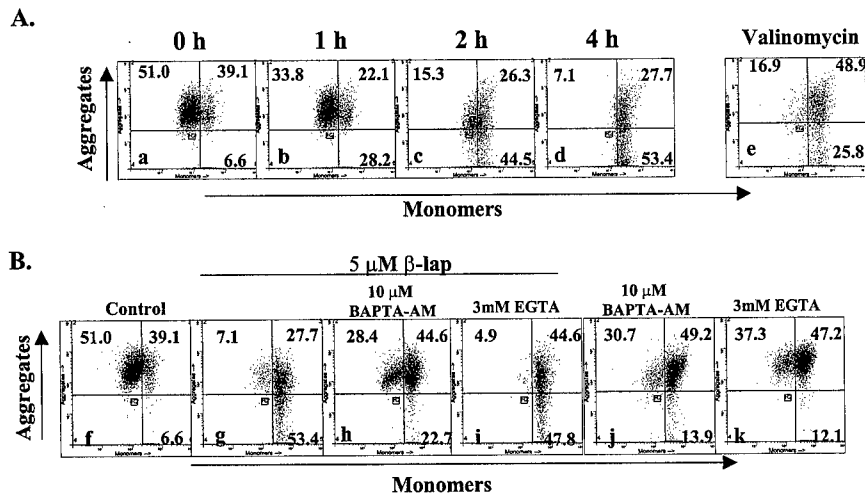 A.
0 h
1 h
2 h
4 h
Valinomycin
Aggregates
51.0 39.1
a 6.6
33.8 22.1
b 28.2
15.3 26.3
c 44.5
7.1 27.7
d 53.4
16.9 48.9
e 25.8
Aggregates -->
Monomers -->
Monomers
B.
5 µM β-lap
Control
10 µM
BAPTA-AM
3mM EGTA
10 µM
BAPTA-AM
3mM EGTA
Aggregates
51.0 39.1
f 6.6
7.1 27.7
g 53.4
28.4 44.6
h 22.7
4.9 44.6
i 47.8
30.7 49.2
j 13.9
37.3 47.2
k 12.1
Aggregates -->
Monomers -->
Monomers